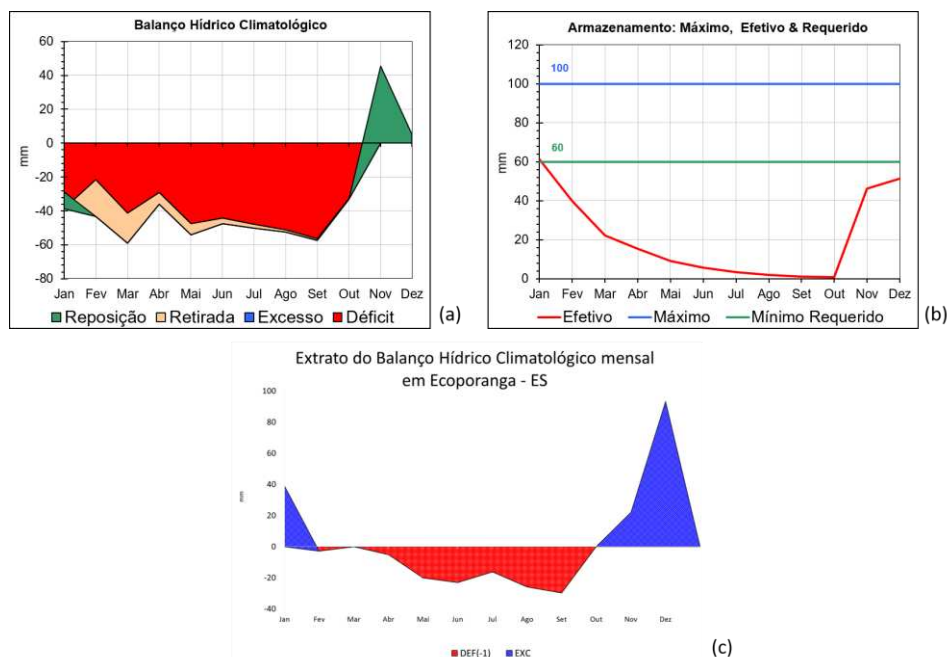 Balanço Hídrico Climatológico
60
40
20
0
-20
-40
-60
-80
mm
Jan Fev Mar Abr Mai Jun Jul Ago Set Out Nov Dez
Reposição Retirada Excesso Déficit
(a)
Armazenamento: Máximo, Efetivo & Requerido
120
100
80
60
40
20
0
mm
100
60
Jan Fev Mar Abr Mai Jun Jul Ago Set Out Nov Dez
Efetivo Máximo Mínimo Requerido
(b)
Extrato do Balanço Hídrico Climatológico mensal
em Ecoporanga - ES
100
80
60
40
20
0
-20
-40
mm
Jan Fev Mar Abr Mai Jun Jul Ago Set Out Nov Dez
DEF(-1) EXC
(c)